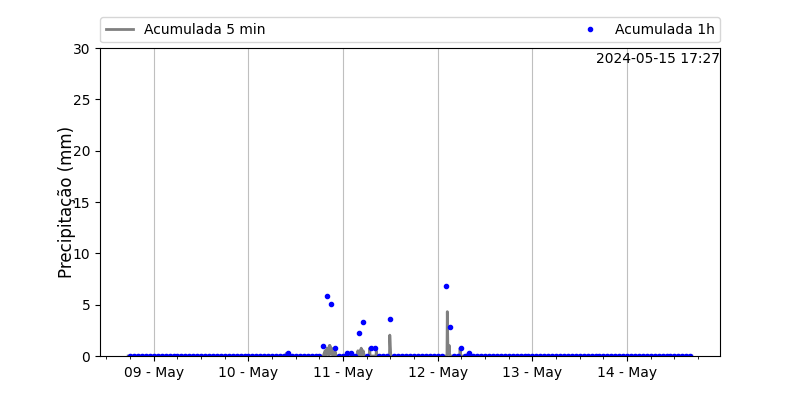 Acumulada 5 min
Acumulada 1h
2024-05-15 17:27
Precipitação (mm)
30
25
20
15
10
5
0
09 - May
10 - May
11 - May
12 - May
13 - May
14 - May